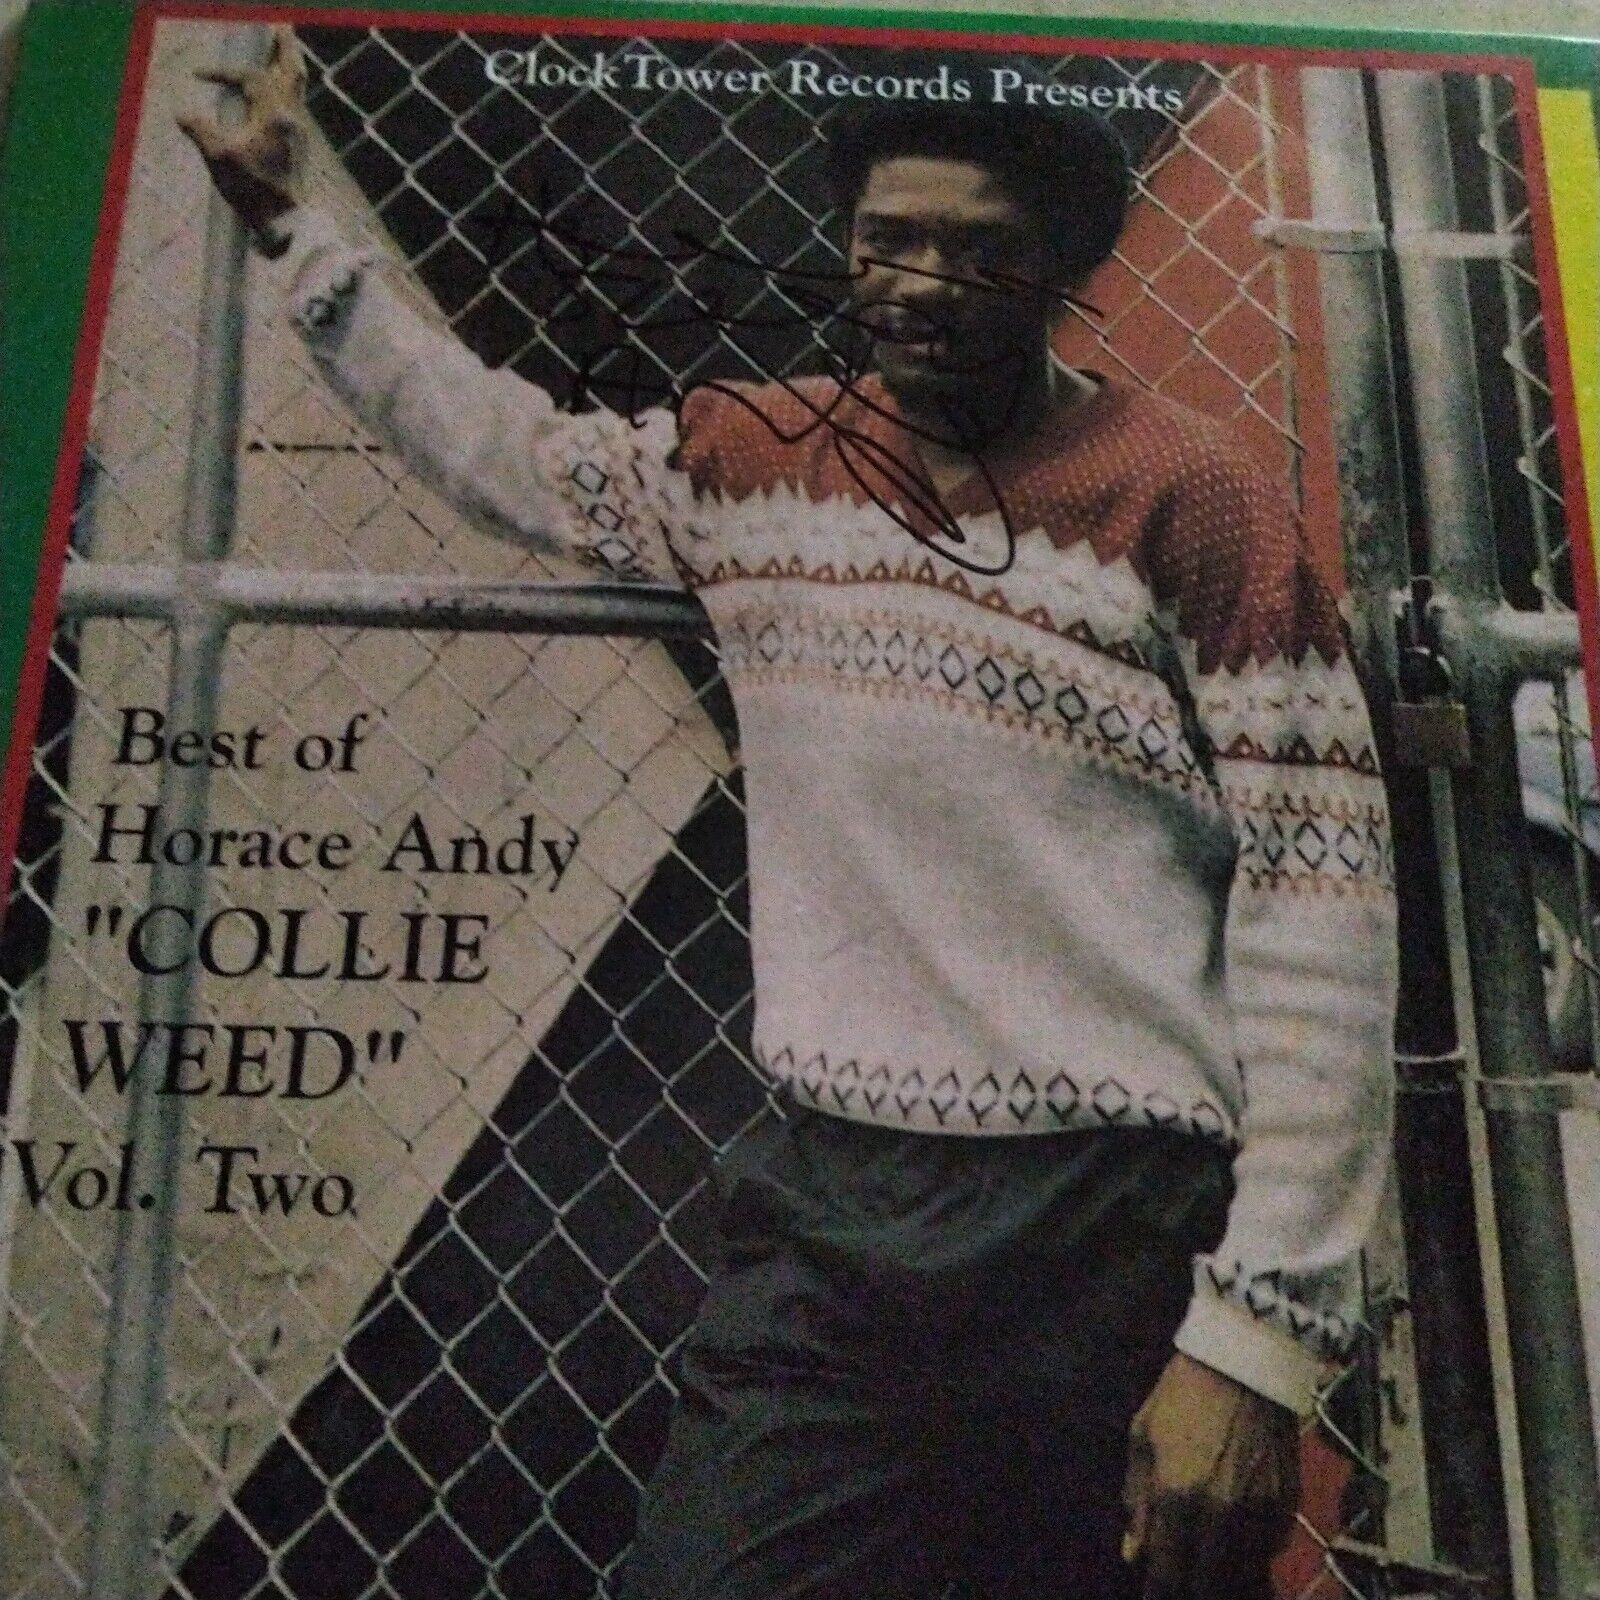 ClockTower Records Presents
Best of
Horace Andy
"COLLIE
WEED"
Vol. Two